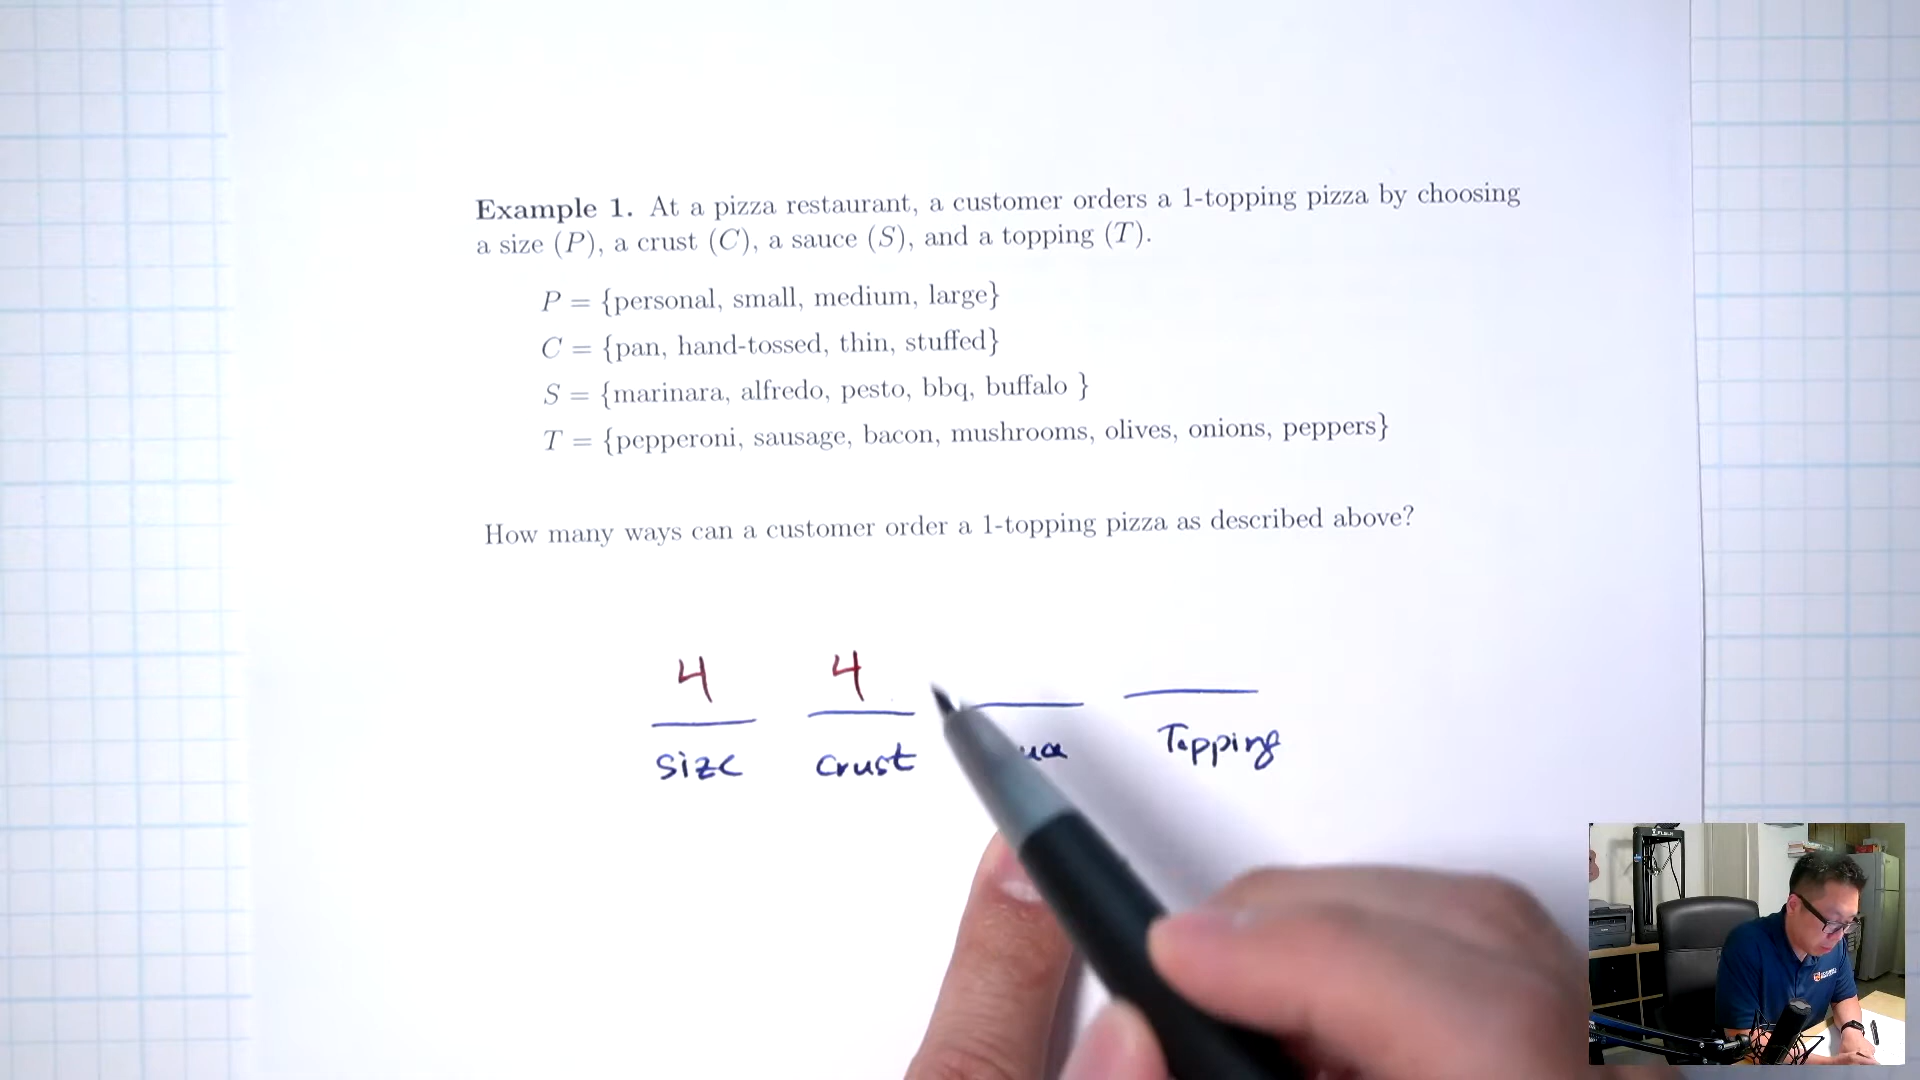 Example 1. At a pizza restaurant, a customer orders a 1-topping pizza by choosing
a size (P), a crust (C), a sauce (S), and a topping (T).
P = {personal, small, medium, large}
C = {pan, hand-tossed, thin, stuffed}
S = {marinara, alfredo, pesto, bbq, buffalo }
T = {pepperoni, sausage, bacon, mushrooms, olives, onions, peppers}
How many ways can a customer order a 1-topping pizza as described above?
4 4
size crust Topping